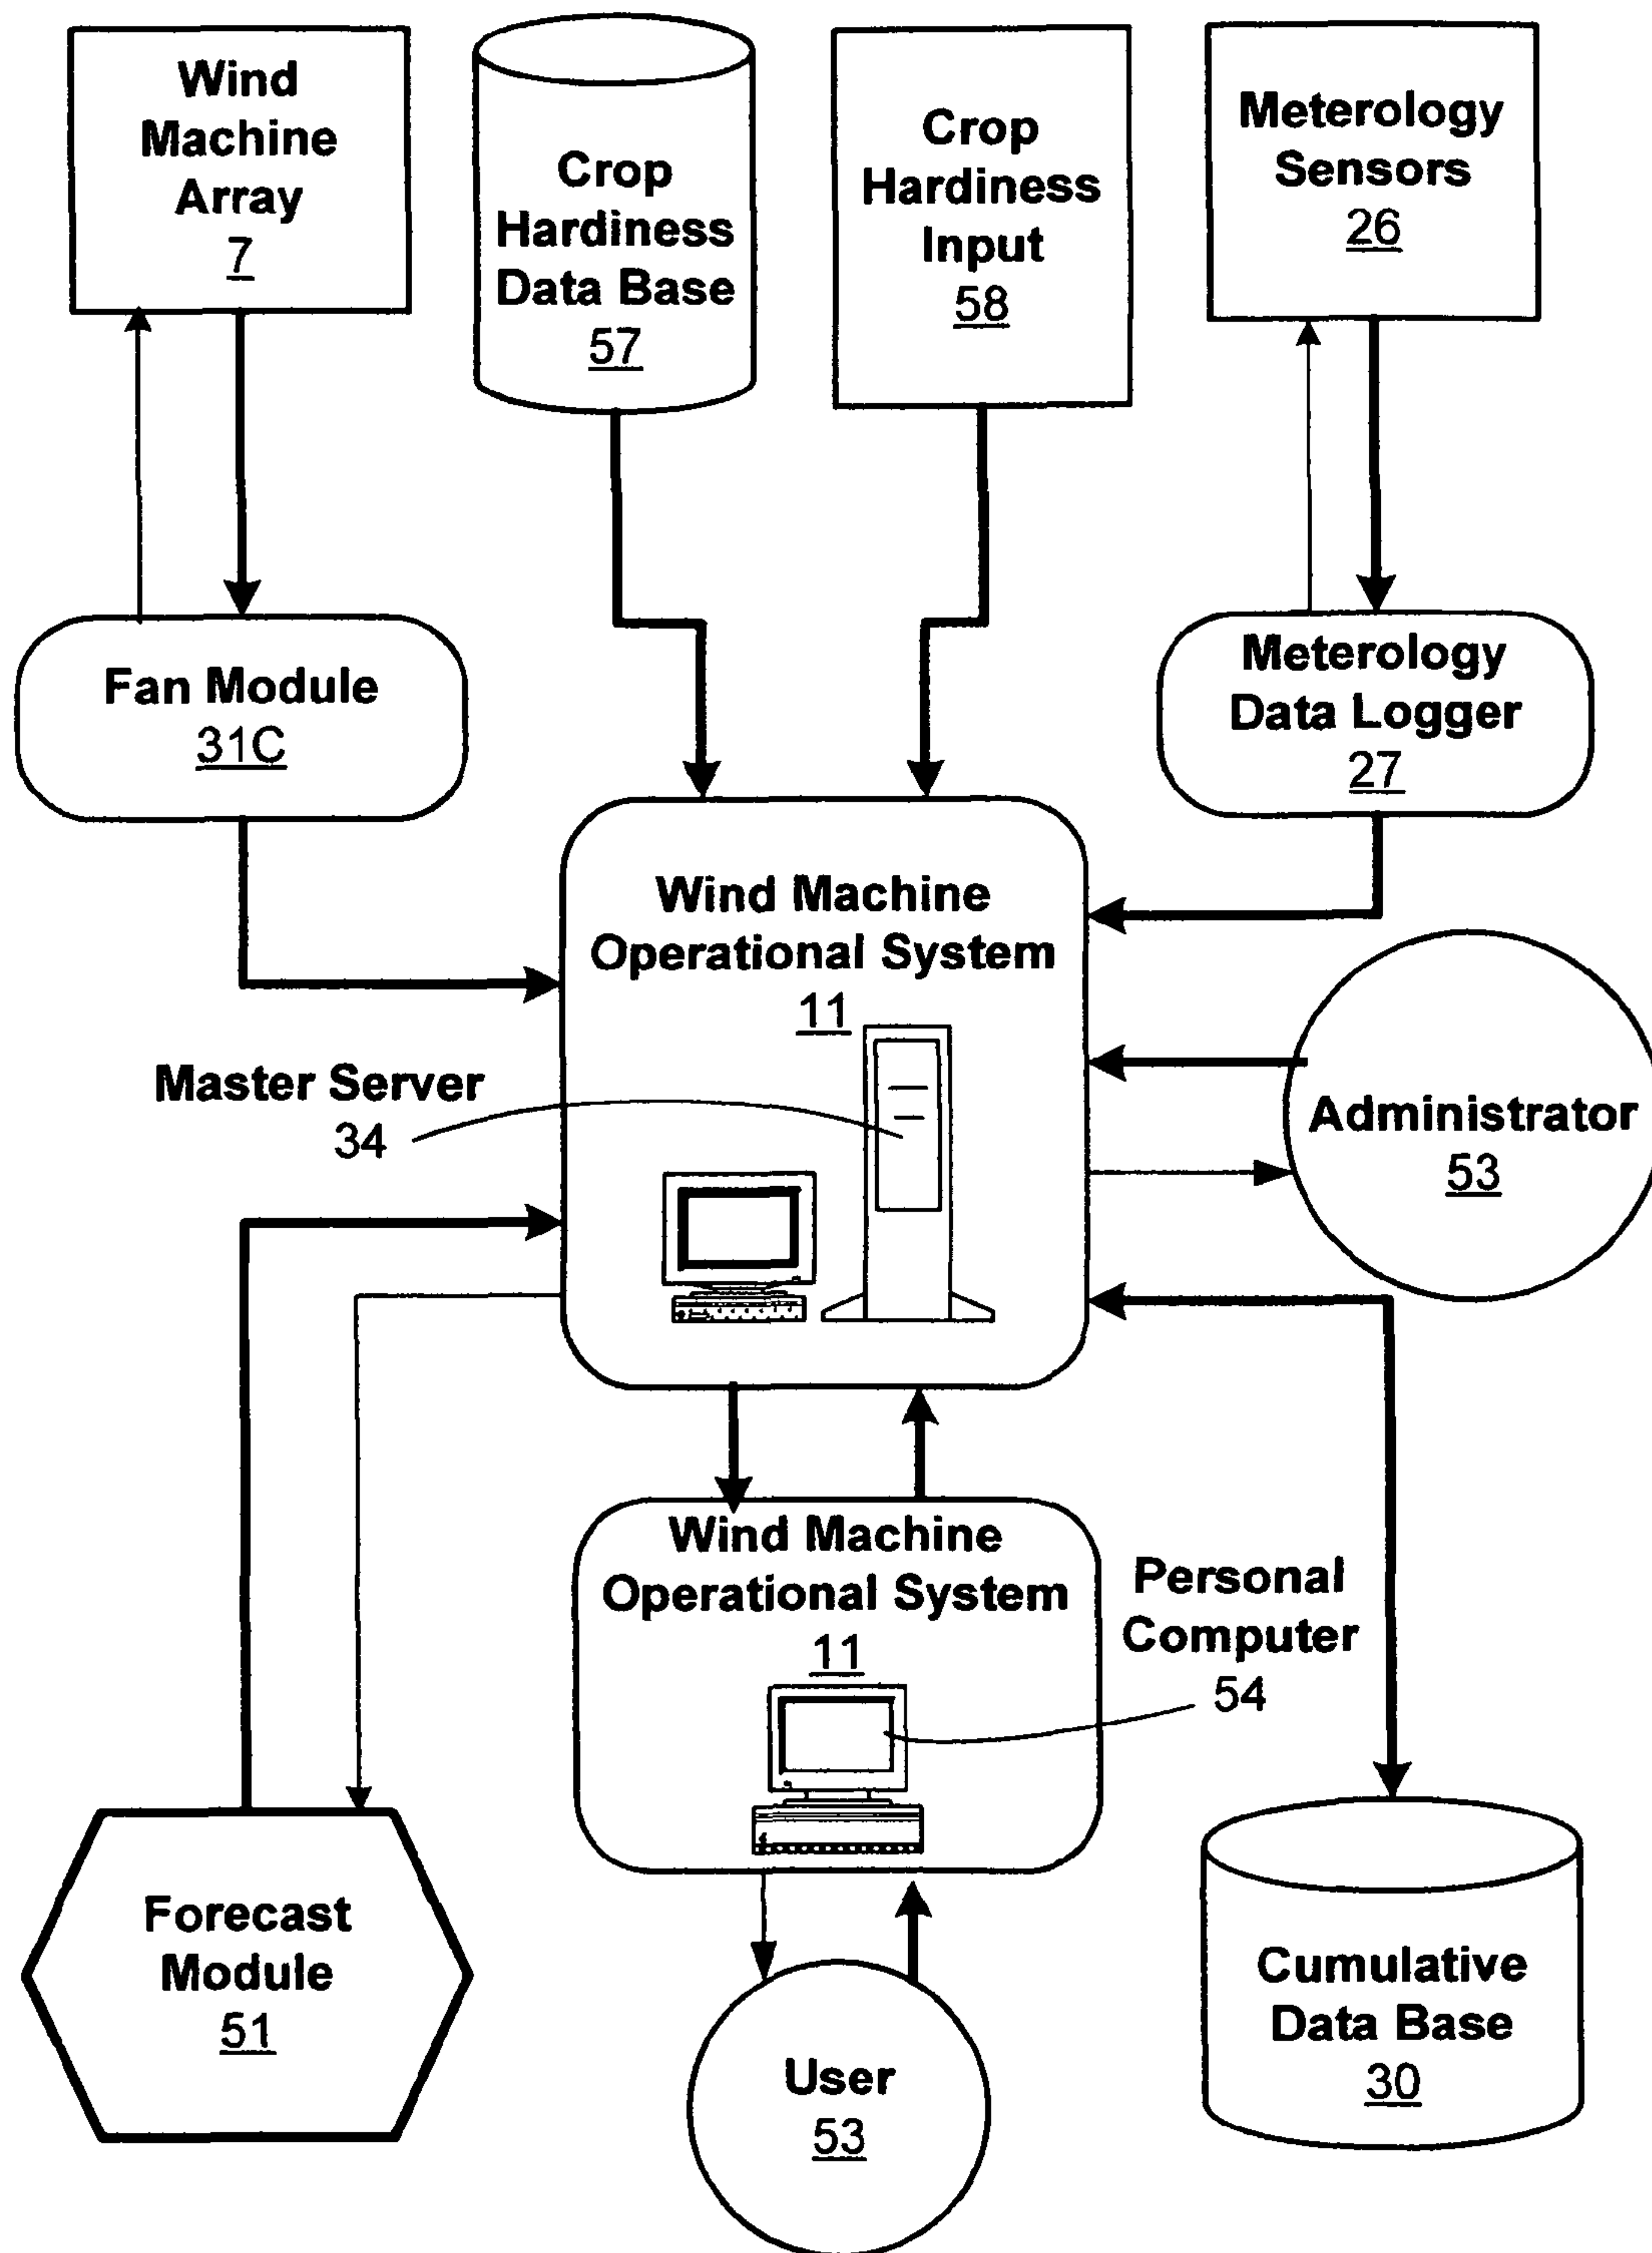 Wind
Machine
Array
7
Crop
Hardiness
Data Base
57
Crop
Hardiness
Input
58
Meterology
Sensors
26
Fan Module
31C
Meterology
Data Logger
27
Wind Machine
Operational System
11
Master Server
34
Administrator
53
Wind Machine
Operational System
11
Personal
Computer
54
Forecast
Module
51
User
53
Cumulative
Data Base
30